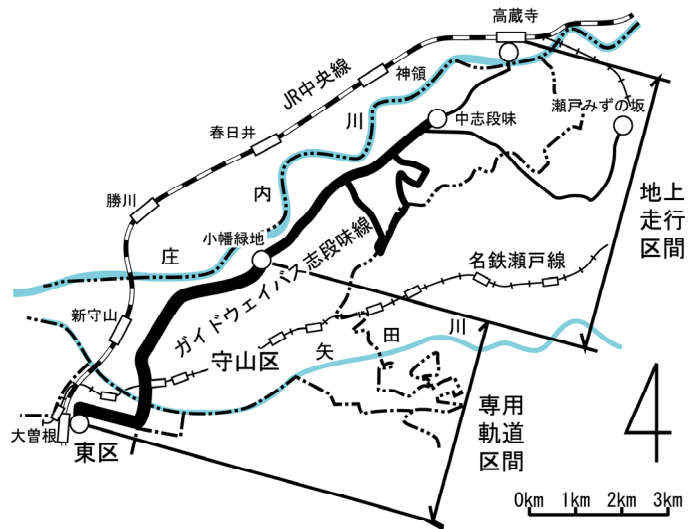 高蔵寺
JR中央線
神領
瀬戸みずの坂
中志段味
春日井
川
内
庄
勝川
地上
走行
区間
小幡緑地
ガイドウェイバス志段味線
名鉄瀬戸線
新守山
守山区
矢
田
川
専用
軌道
区間
大曽根
東区
0km 1km 2km 3km
4